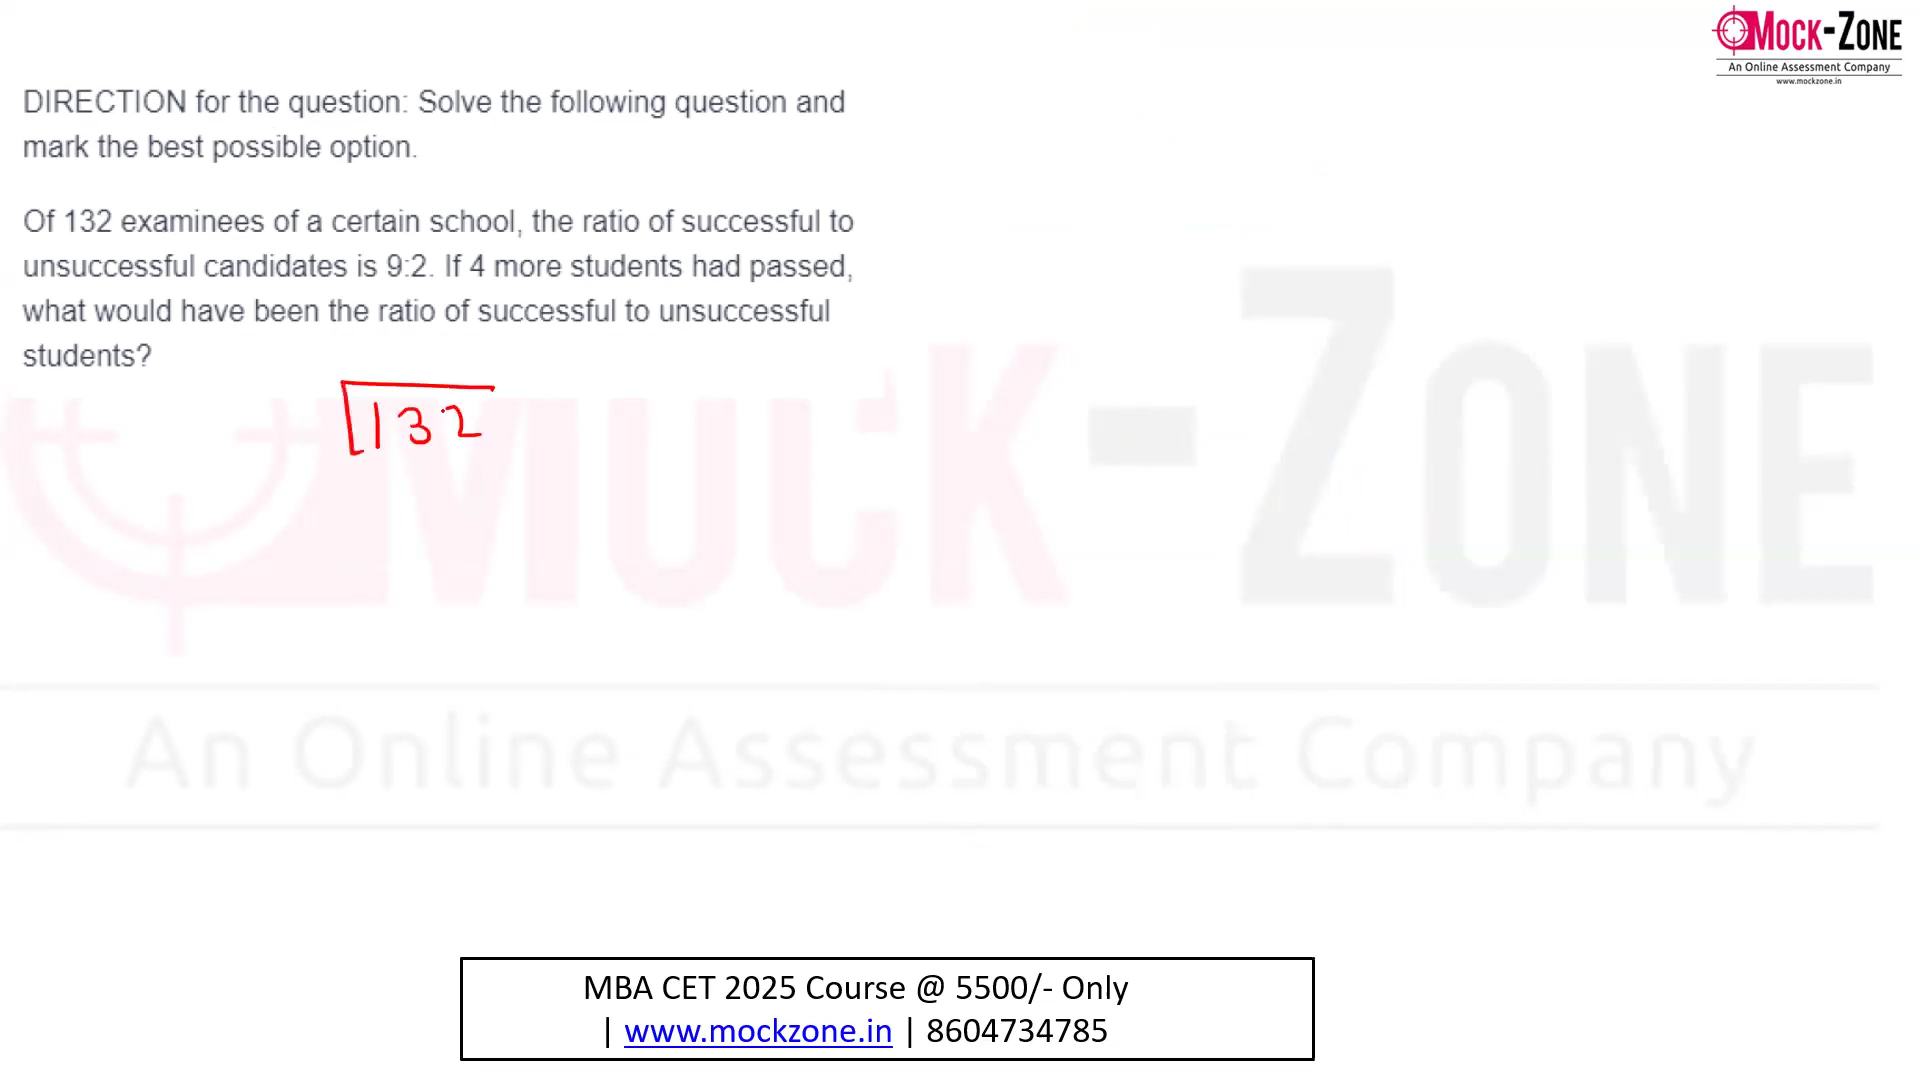 MOCK-ZONE
An Online Assessment Company
www.mockzone.in
DIRECTION for the question: Solve the following question and
mark the best possible option.
Of 132 examinees of a certain school, the ratio of successful to
unsuccessful candidates is 9:2. If 4 more students had passed,
what would have been the ratio of successful to unsuccessful
students?
132
MOCK-ZONE
An Online Assessment Company
MBA CET 2025 Course @ 5500/- Only
| www.mockzone.in | 8604734785